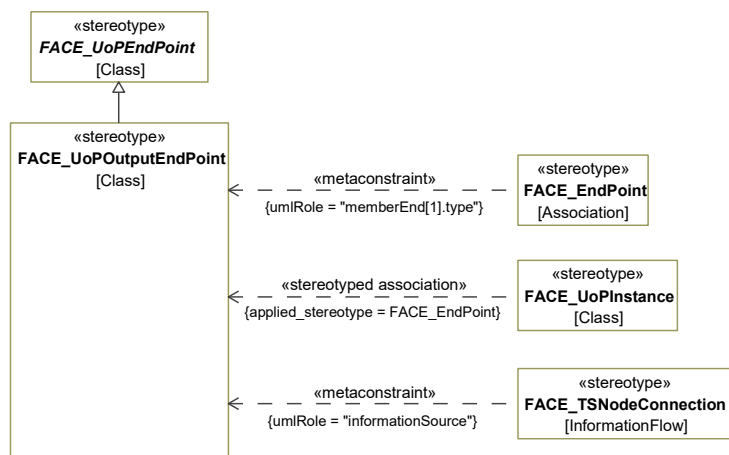 «stereotype»
FACE_UoPEndPoint
[Class]
«stereotype»
FACE_UoPOutputEndPoint
[Class]
«metaconstraint»
{umlRole = "memberEnd[1].type"}
«stereotype»
FACE_EndPoint
[Association]
«stereotyped association»
{applied_stereotype = FACE_EndPoint}
«stereotype»
FACE_UoPInstance
[Class]
«metaconstraint»
{umlRole = "informationSource"}
«stereotype»
FACE_TSNodeConnection
[InformationFlow]